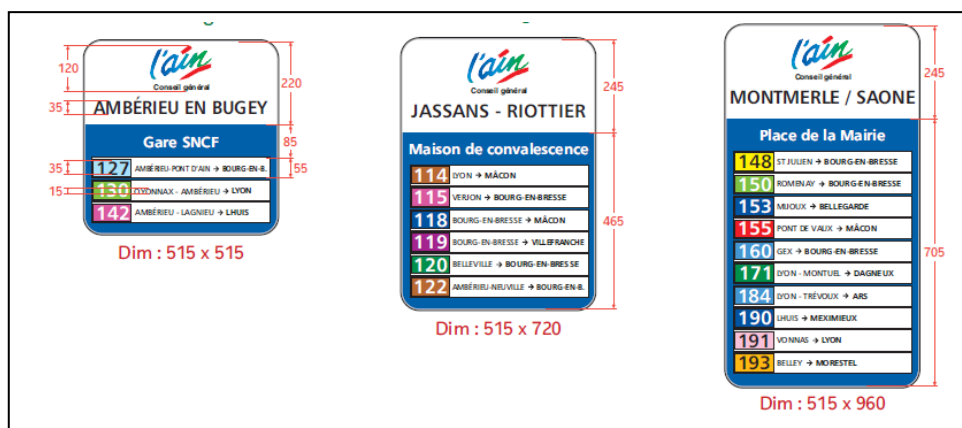 l'ain
Conseil général
AMBÉRIEU EN BUGEY
Gare SNCF
127 AMBÉRIEU-PONT D'AIN → BOURG-EN-B.
130 OYONNAX - AMBÉRIEU → LYON
142 AMBÉRIEU - LAGNIEU → LHUIS
120
35
35
15
220
85
55
Dim : 515 x 515
l'ain
Conseil général
JASSANS - RIOTTIER
Maison de convalescence
114 LYON → MÂCON
115 VERION → BOURG-EN-BRESSE
118 BOURG-EN-BRESSE → MÂCON
119 BOURG-EN-BRESSE → VILLEFRANCHE
120 BELLEVILLE → BOURG-EN-BRESSE
122 AMBÉRIEU-NEUVILLE → BOURG-EN-B.
245
465
Dim : 515 x 720
l'ain
Conseil général
MONTMERLE / SAONE
Place de la Mairie
148 ST JULIEN → BOURG-EN-BRESSE
150 ROMENAY → BOURG-EN-BRESSE
153 MIJOUX → BELLEGARDE
155 PONT DE VAUX → MÂCON
160 GEX → BOURG-EN-BRESSE
171 LYON - MONTUEL → DAGNEUX
184 LYON - TRÉVOUX → ARS
190 LHUIS → MEXIMIEUX
191 VONNAS → LYON
193 BELLEY → MORESTEL
245
705
Dim : 515 x 960